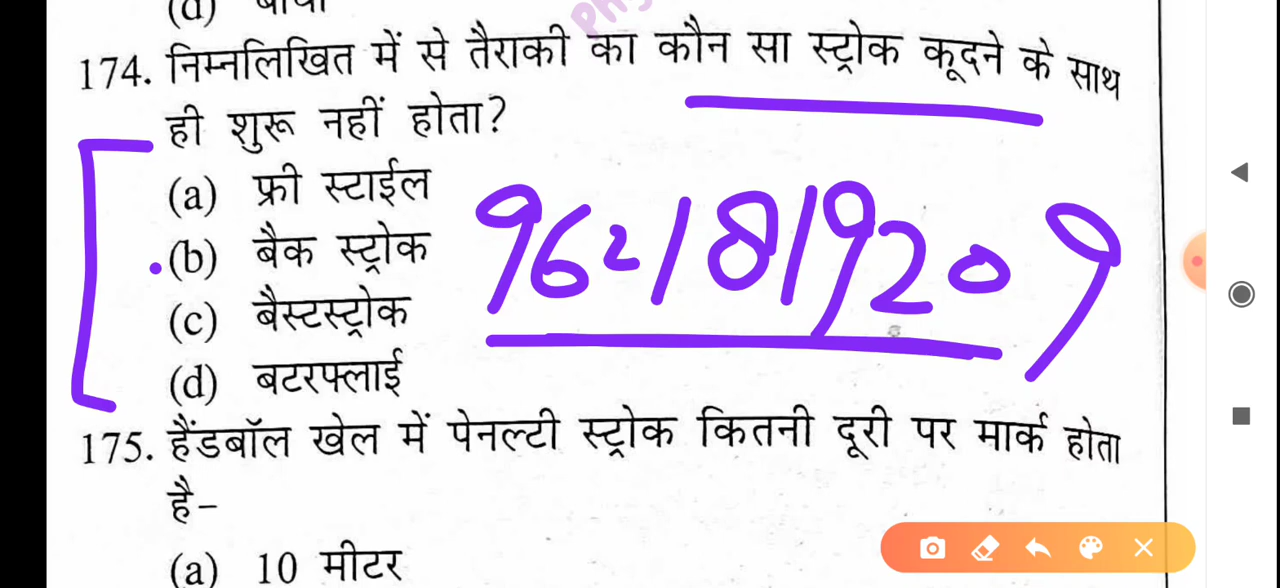 174. निम्नलिखित में से तैराकी का कौन सा स्ट्रोक कूदने के साथ
ही शुरू नहीं होता?
(a) फ्री स्टाईल
(b) बैक स्ट्रोक
(c) बैस्टस्ट्रोक
(d) बटरफ्लाई
9621819209
175. हैंडबॉल खेल में पेनल्टी स्ट्रोक कितनी दूरी पर मार्क होता
है–
(a) 10 मीटर